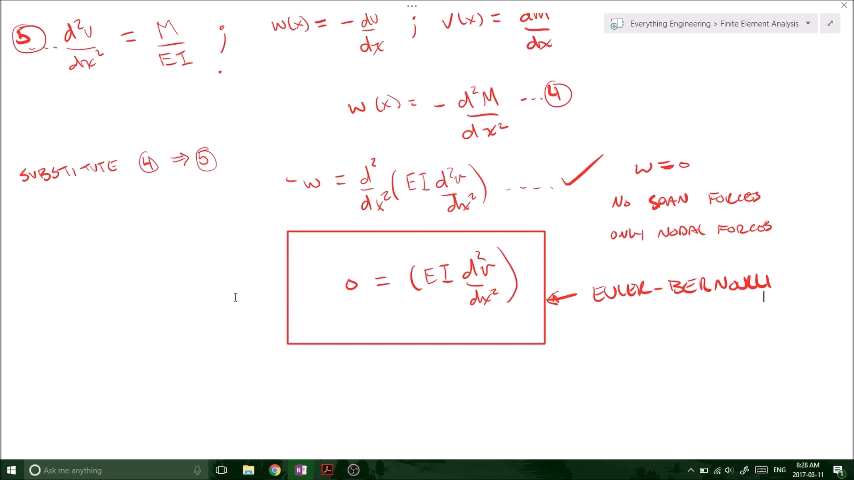 Everything Engineering > Finite Element Analysis
⑤... d²v/dx² = M/EI ; w(x) = - dv/dx ; V(x) = dM/dx
w(x) = - d²M/dx² ...④
SUBSTITUTE ④ ⇒ ⑤
-w = d²/dx² (EI d²v/dx²) ..... ✓
w = 0
NO SPAN FORCES
ONLY NODAL FORCES
0 = (EI d²v/dx²)
← EULER-BERNOULLI
Ask me anything
ENG
8:28 AM
2017-03-11